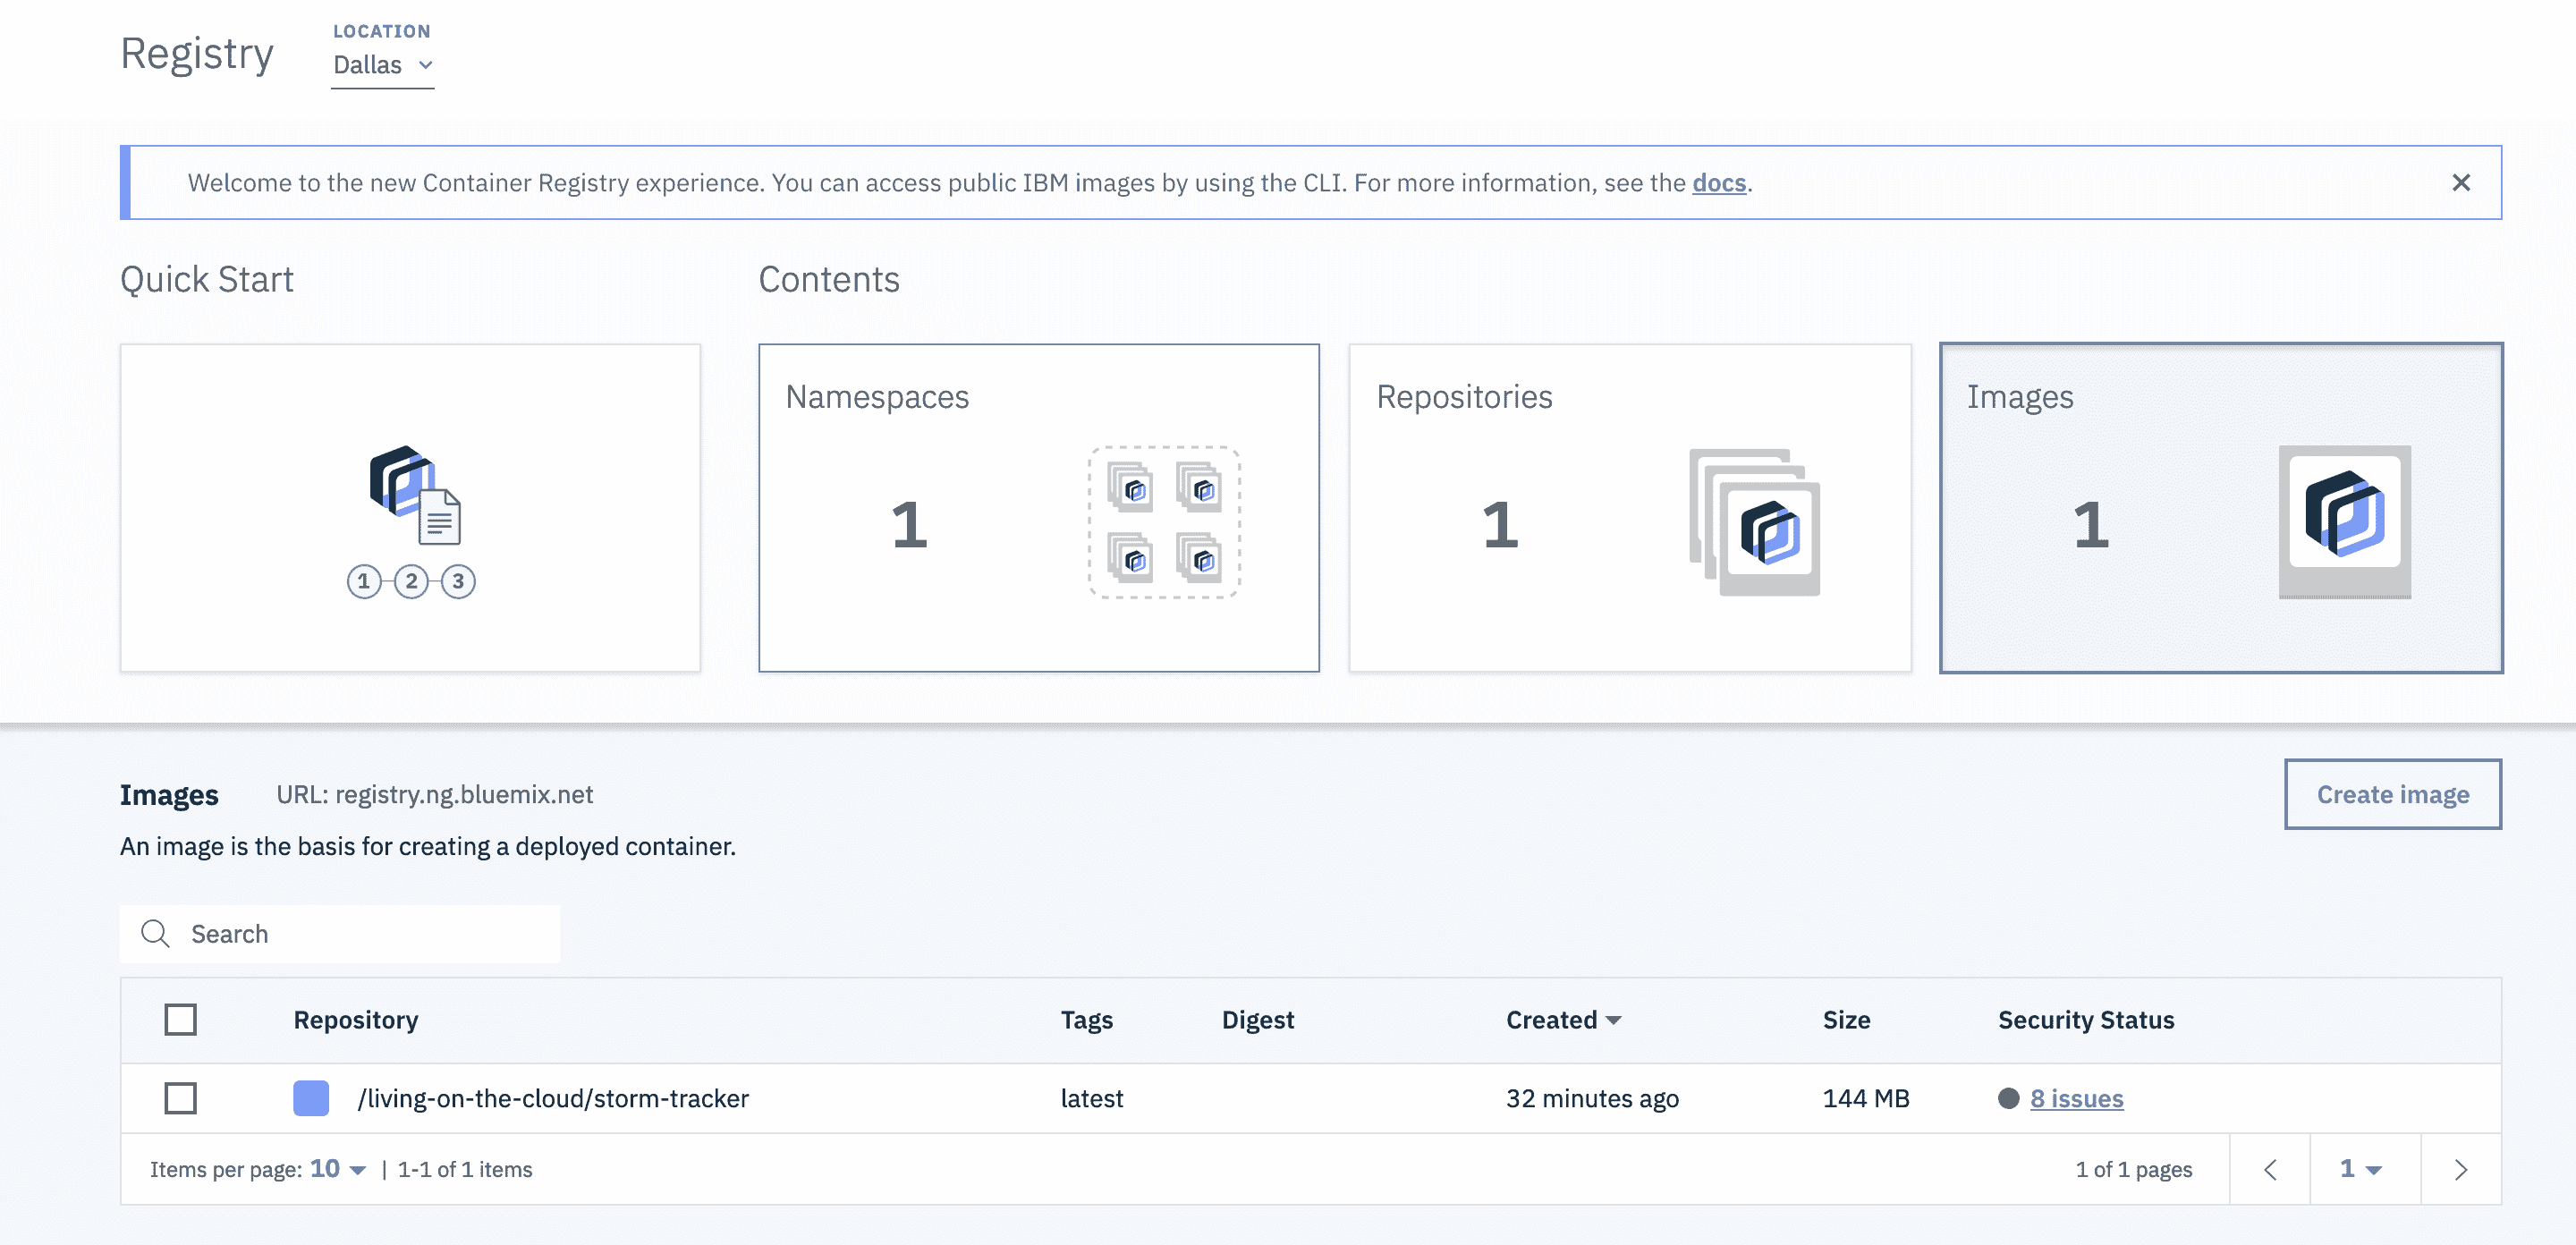 Registry
LOCATION
Dallas
Welcome to the new Container Registry experience. You can access public IBM images by using the CLI. For more information, see the docs.
Quick Start
Contents
1 2 3
Namespaces
1
Repositories
1
Images
1
Images URL: registry.ng.bluemix.net
Create image
An image is the basis for creating a deployed container.
Search
Repository Tags Digest Created Size Security Status
/living-on-the-cloud/storm-tracker latest 32 minutes ago 144 MB 8 issues
Items per page: 10 | 1-1 of 1 items 1 of 1 pages 1